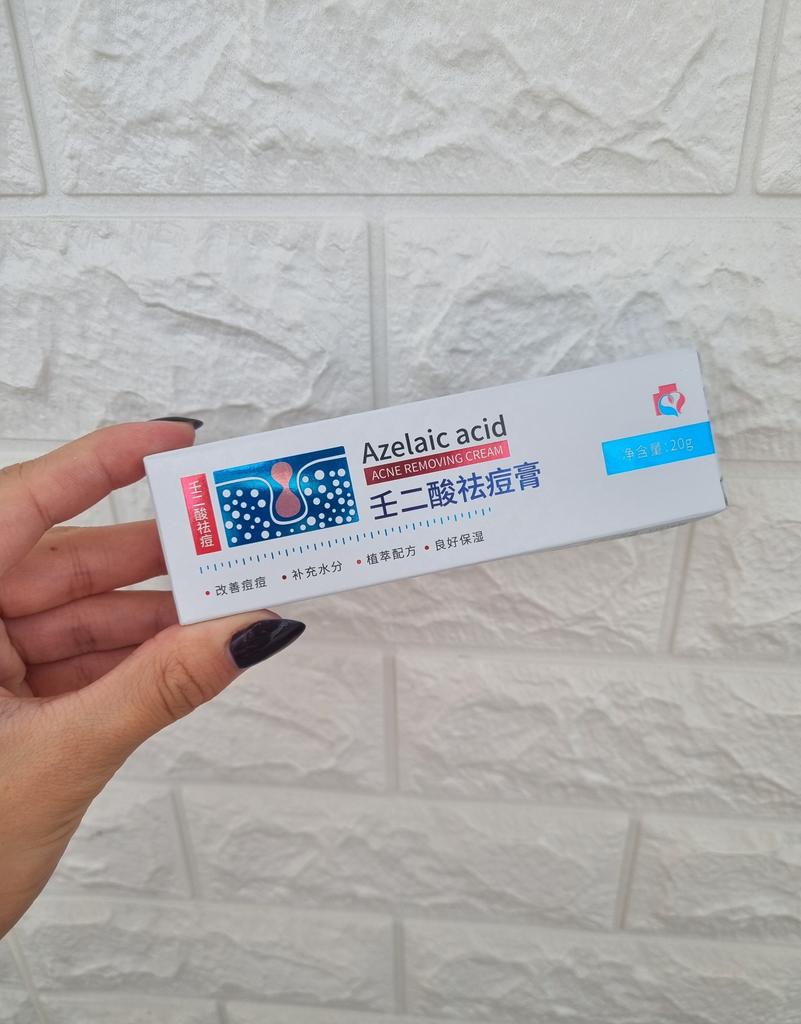 壬二酸祛痘
Azelaic acid
ACNE REMOVING CREAM
壬二酸祛痘膏
• 改善痘痘 • 补充水分 • 植萃配方 • 良好保湿
净含量:20g